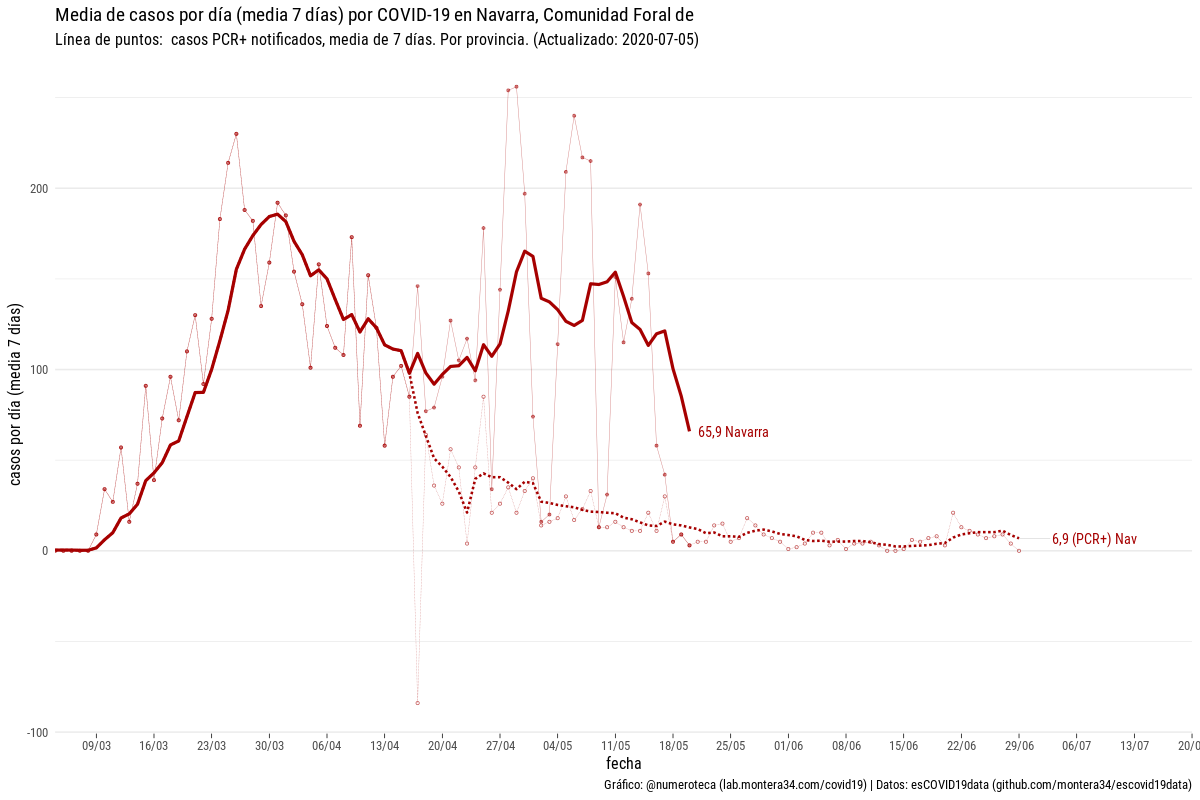 Media de casos por día (media 7 días) por COVID-19 en Navarra, Comunidad Foral de
Línea de puntos:  casos PCR+ notificados, media de 7 días. Por provincia. (Actualizado: 2020-07-05)
casos por día (media 7 días)
200
100
0
-100
65,9 Navarra
6,9 (PCR+) Nav
09/03 16/03 23/03 30/03 06/04 13/04 20/04 27/04 04/05 11/05 18/05 25/05 01/06 08/06 15/06 22/06 29/06 06/07 13/07 20/0
fecha
Gráfico: @numeroteca (lab.montera34.com/covid19) | Datos: esCOVID19data (github.com/montera34/escovid19data)